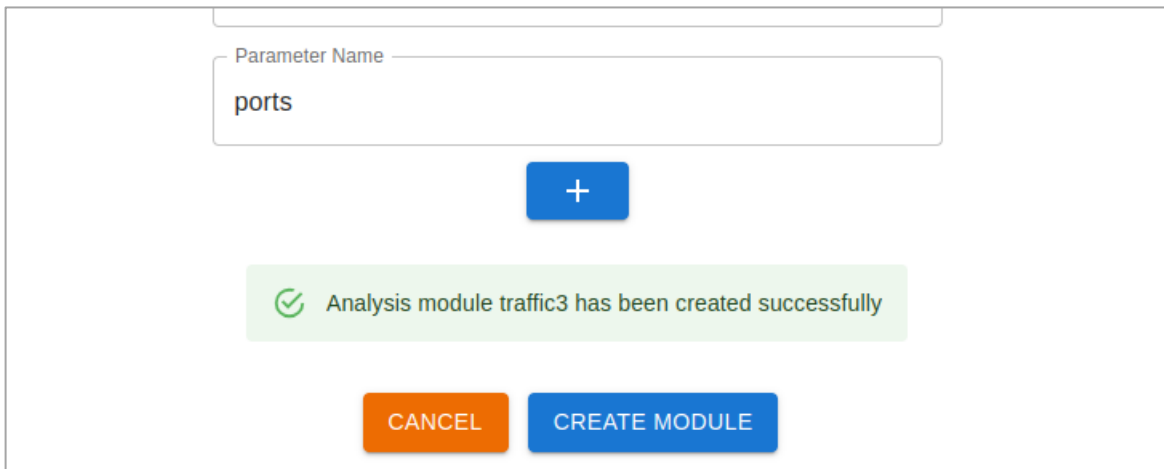 Parameter Name
ports
+
Analysis module traffic3 has been created successfully
CANCEL CREATE MODULE